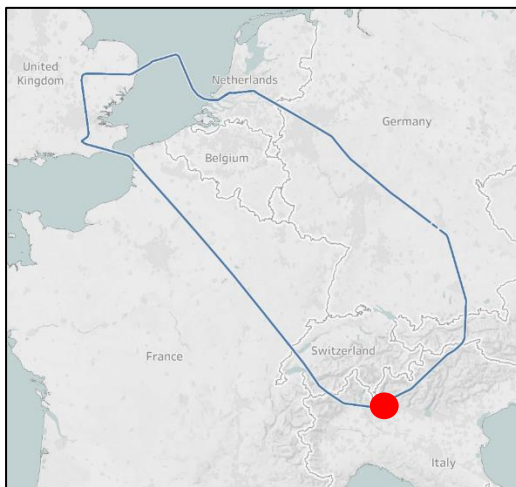 United
Kingdom
Netherlands
Germany
Belgium
France
Switzerland
Italy